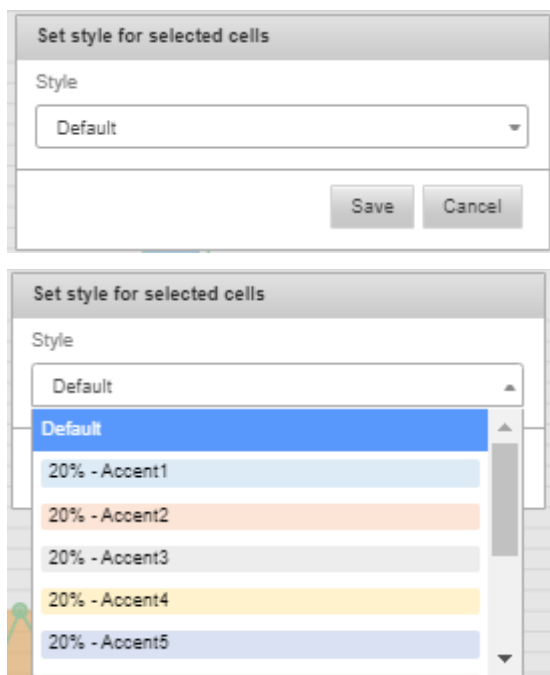 Set style for selected cells
Style
Default
Save Cancel
Set style for selected cells
Style
Default
Default
20% - Accent1
20% - Accent2
20% - Accent3
20% - Accent4
20% - Accent5